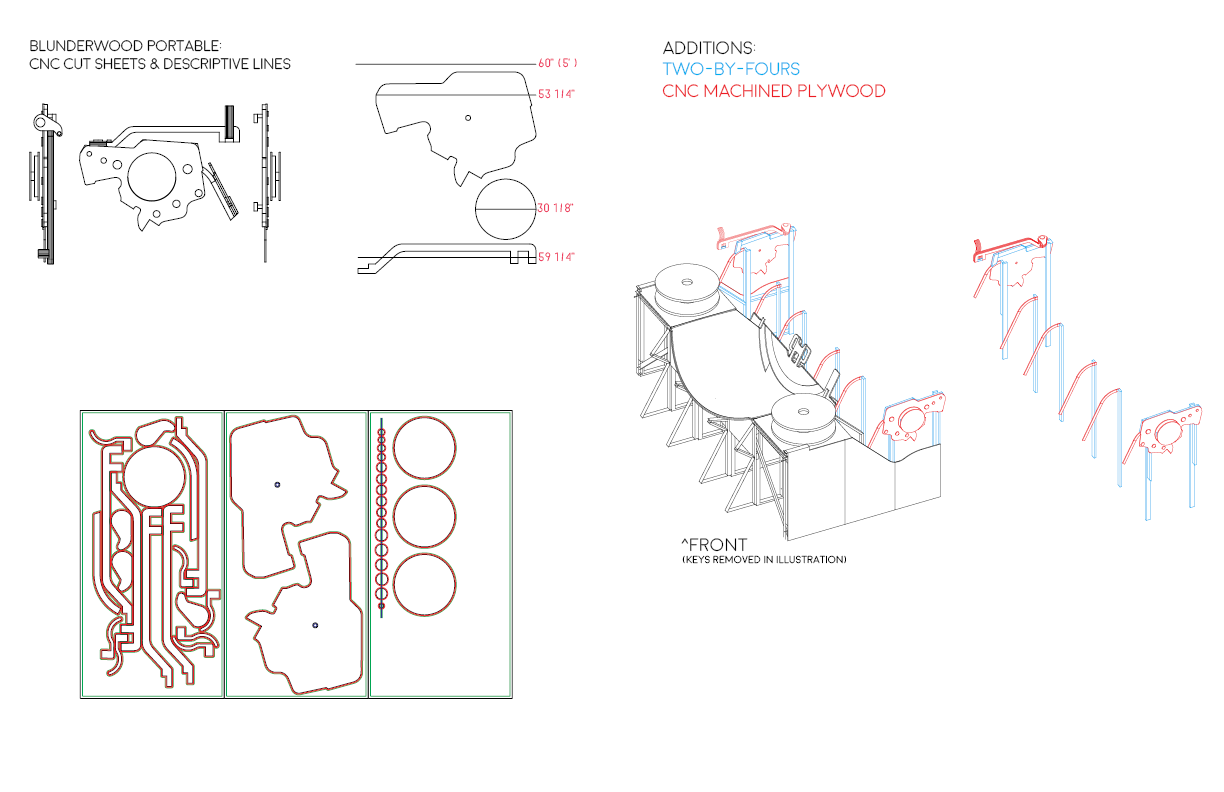 BLUNDERWOOD PORTABLE:
CNC CUT SHEETS & DESCRIPTIVE LINES
60" (5')
53 1/4"
30 1/8"
59 1/4"
ADDITIONS:
TWO-BY-FOURS
CNC MACHINED PLYWOOD
^FRONT
(KEYS REMOVED IN ILLUSTRATION)